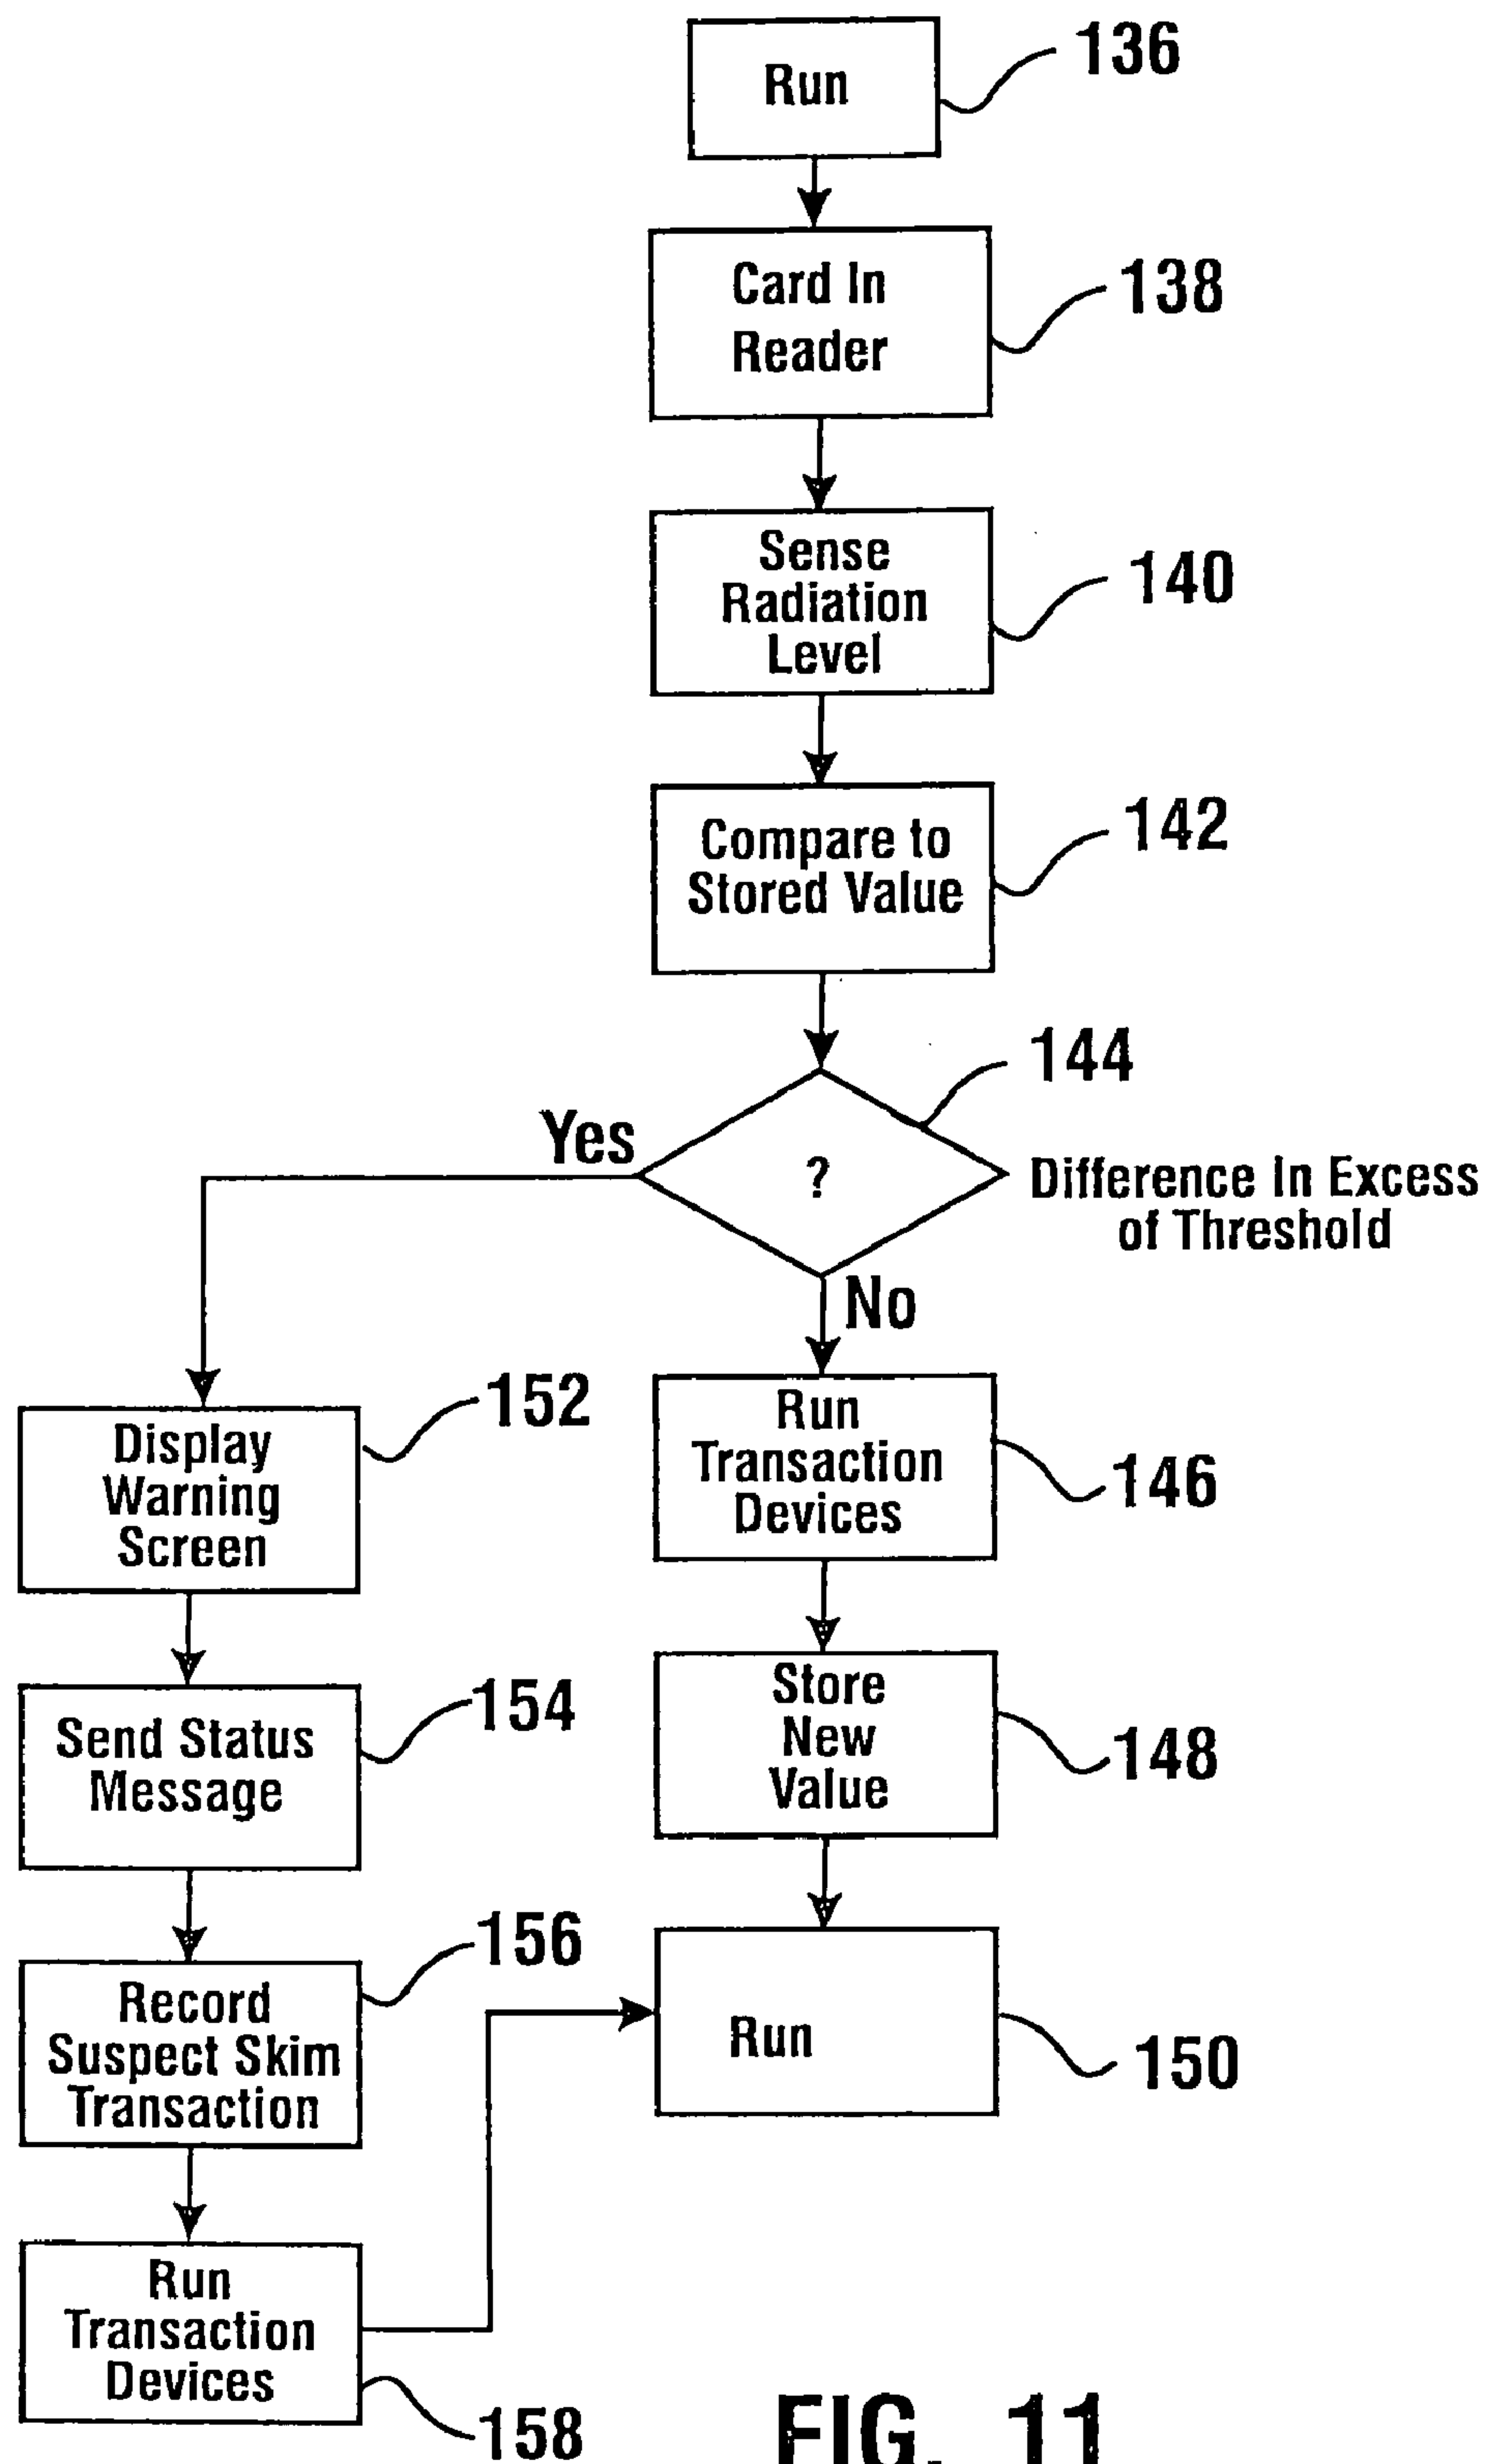 Run
136
Card In
Reader
138
Sense
Radiation
Level
140
Compare to
Stored Value
142
144
Yes
?
Difference In Excess
of Threshold
No
Display
Warning
Screen
152
Run
Transaction
Devices
146
Send Status
Message
154
Store
New
Value
148
Record
Suspect Skim
Transaction
156
Run
150
Run
Transaction
Devices
158
FIG. 11